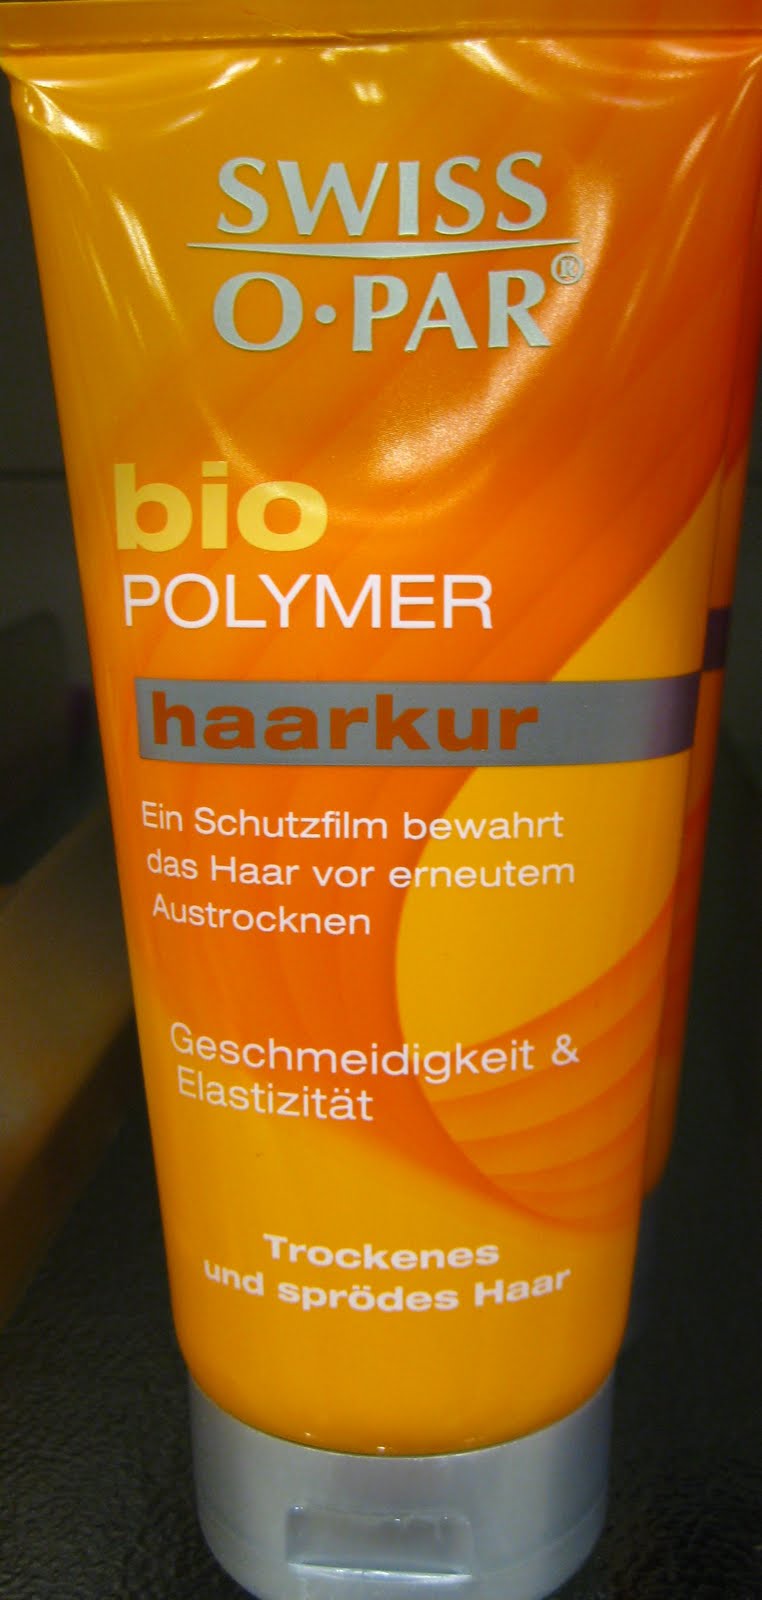 SWISS
O·PAR®
bio
POLYMER
haarkur
Ein Schutzfilm bewahrt
das Haar vor erneutem
Austrocknen
Geschmeidigkeit &
Elastizität
Trockenes
und sprödes Haar